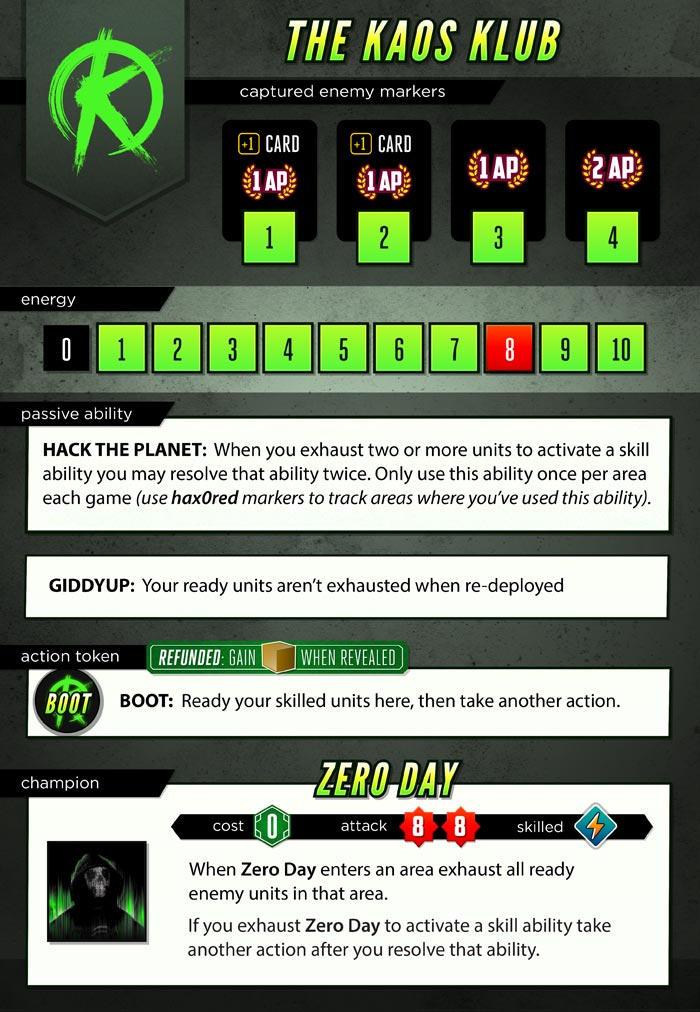 THE KAOS KLUB
captured enemy markers
+1 CARD +1 CARD
1 AP 1 AP 1 AP 2 AP
1 2 3 4
energy
0 1 2 3 4 5 6 7 8 9 10
passive ability
HACK THE PLANET: When you exhaust two or more units to activate a skill
ability you may resolve that ability twice. Only use this ability once per area
each game (use hax0red markers to track areas where you've used this ability).
GIDDYUP: Your ready units aren't exhausted when re-deployed
action token
REFUNDED: GAIN WHEN REVEALED
BOOT
BOOT: Ready your skilled units here, then take another action.
champion
ZERO DAY
cost 0 attack 8 8 skilled
When Zero Day enters an area exhaust all ready
enemy units in that area.
If you exhaust Zero Day to activate a skill ability take
another action after you resolve that ability.